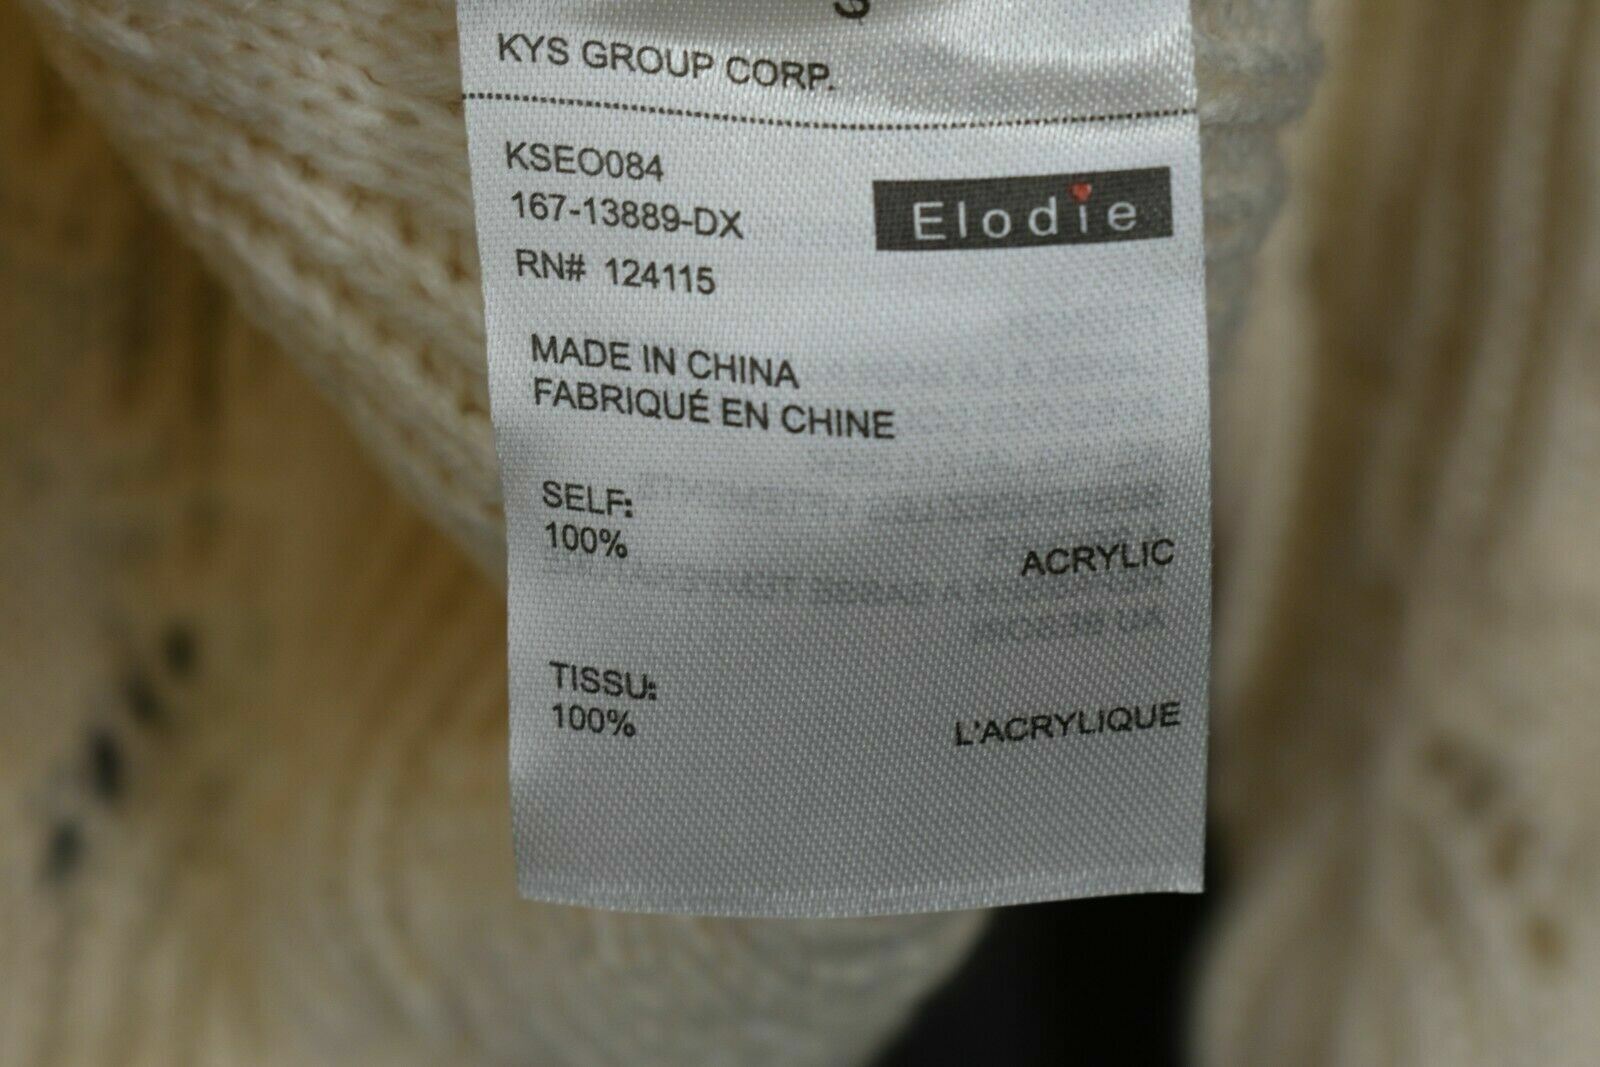 S
KYS GROUP CORP.
KSEO084
167-13889-DX
RN# 124115
Elodie
MADE IN CHINA
FABRIQUÉ EN CHINE
SELF:
100% ACRYLIC
TISSU:
100% L'ACRYLIQUE